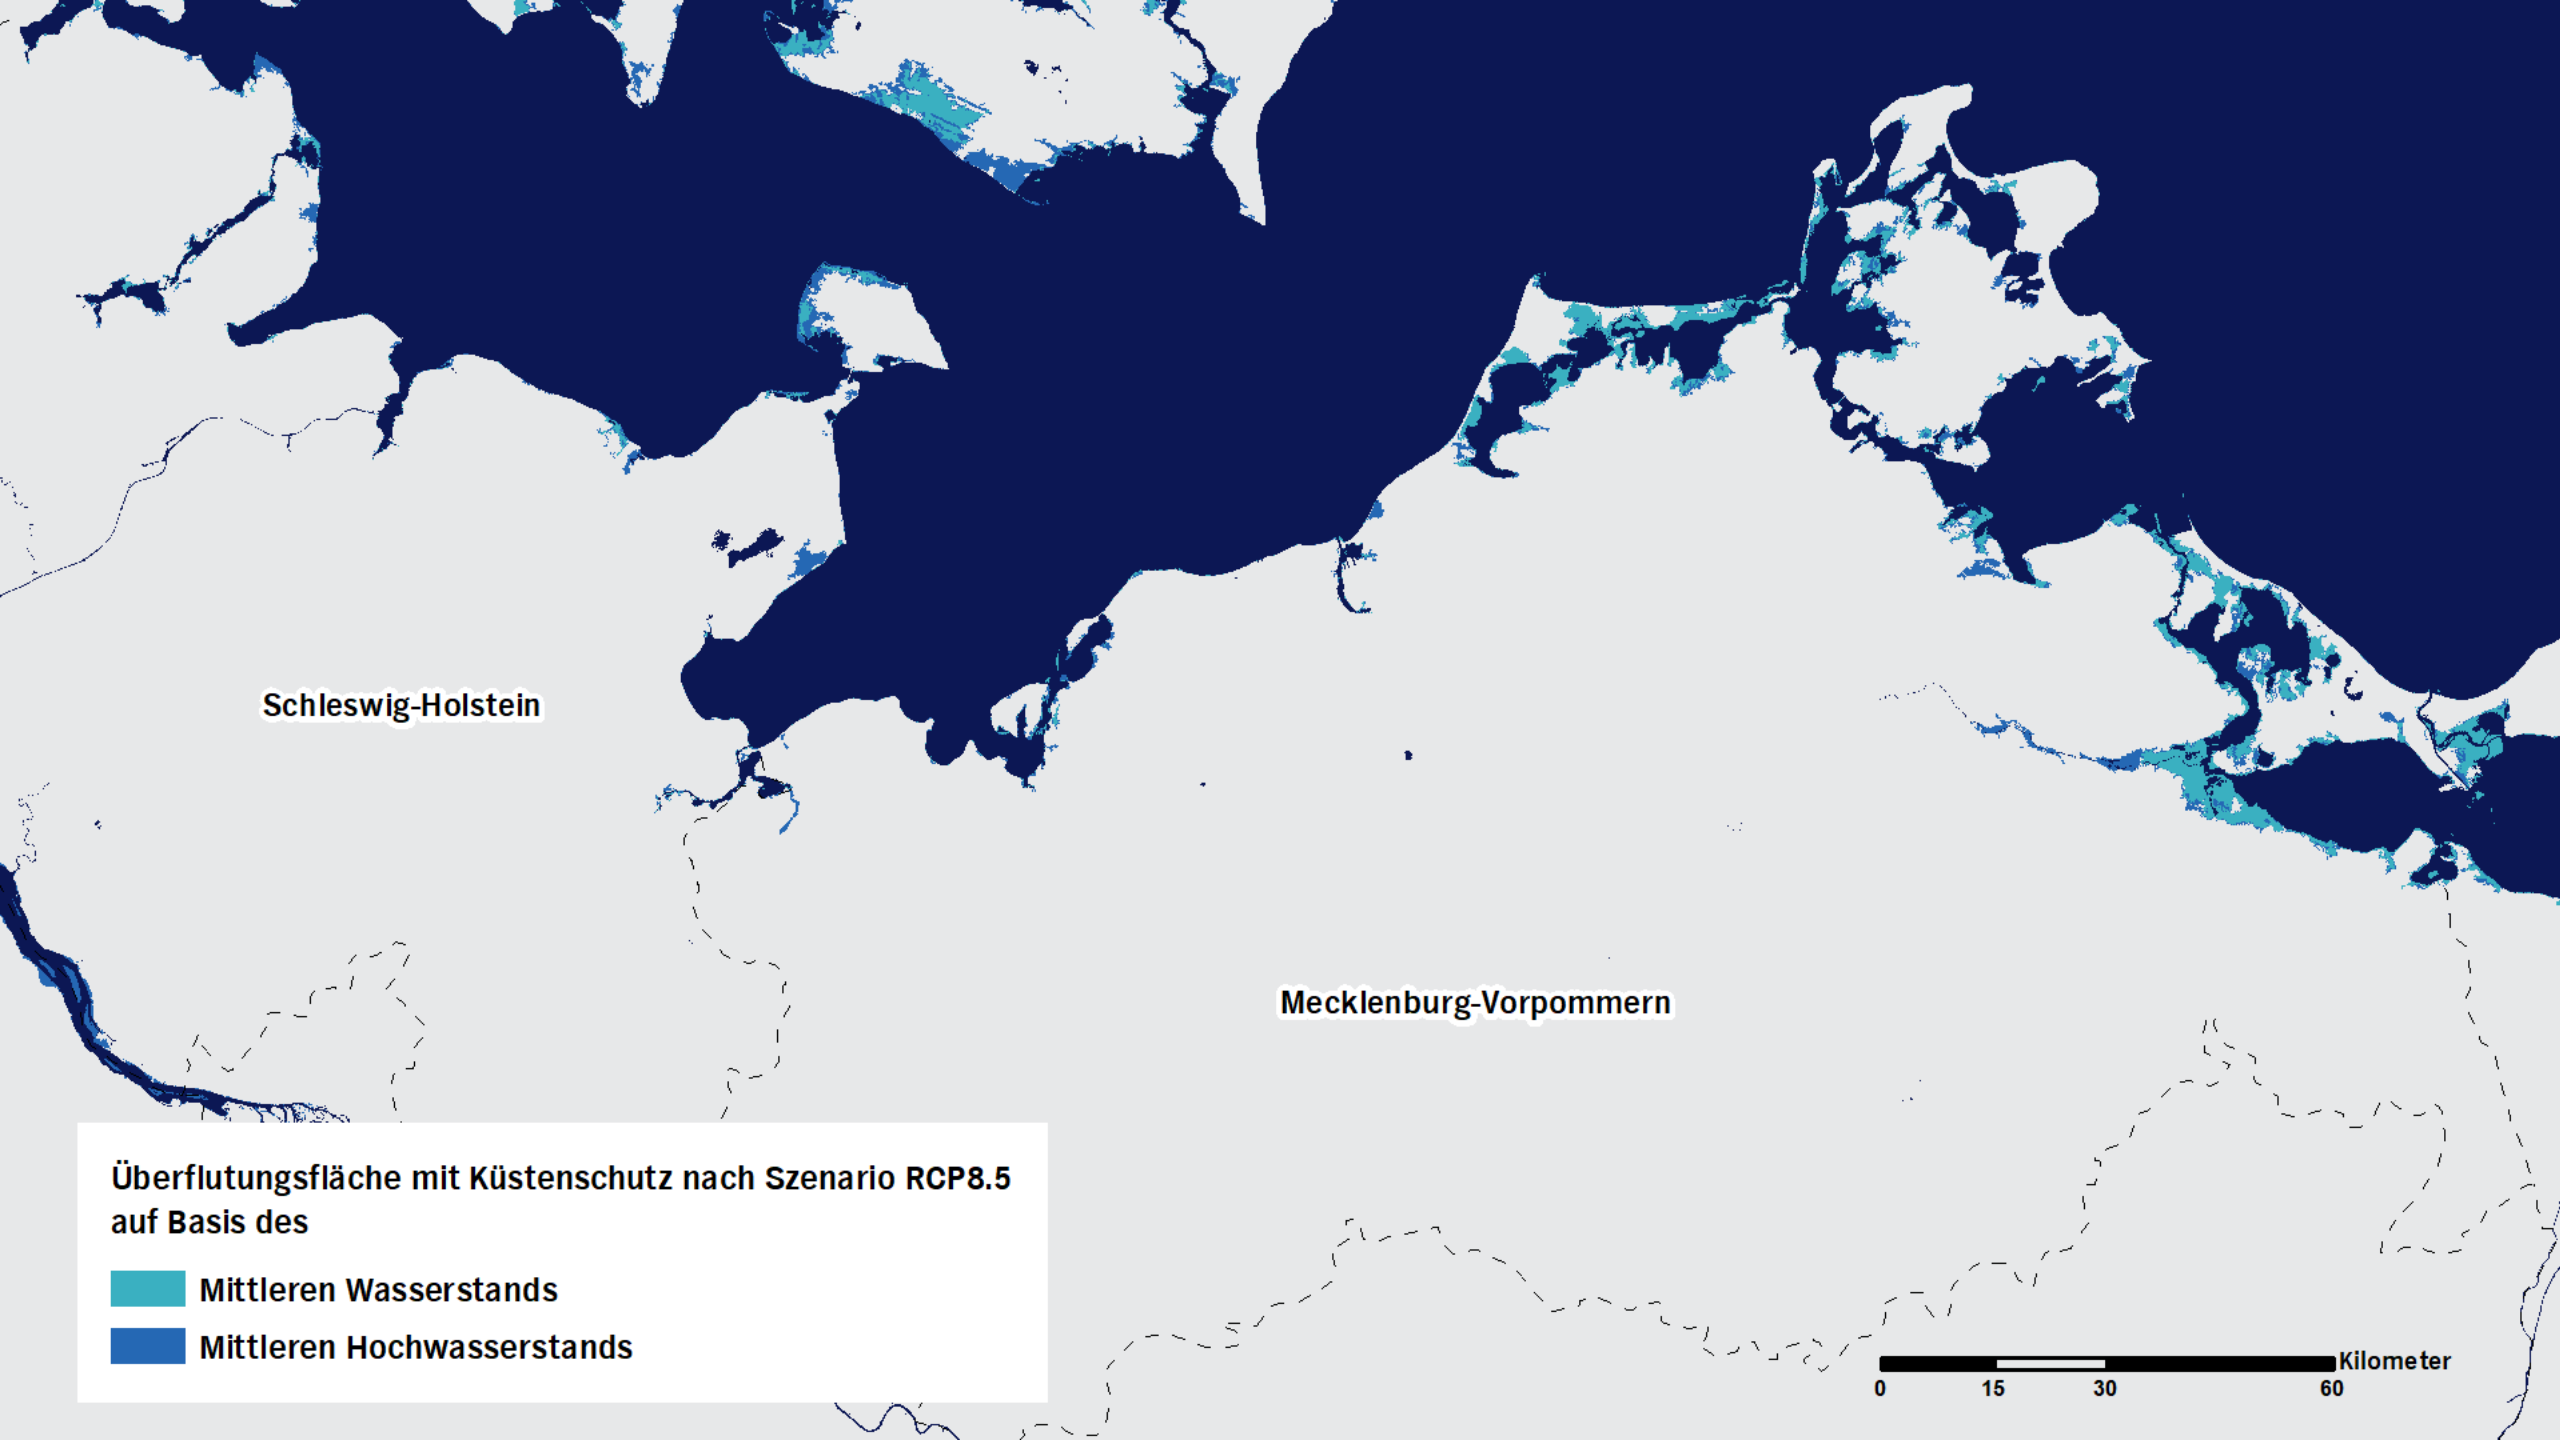 Schleswig-Holstein
Mecklenburg-Vorpommern
Überflutungsfläche mit Küstenschutz nach Szenario RCP8.5
auf Basis des
Mittleren Wasserstands
Mittleren Hochwasserstands
Kilometer
0 15 30 60